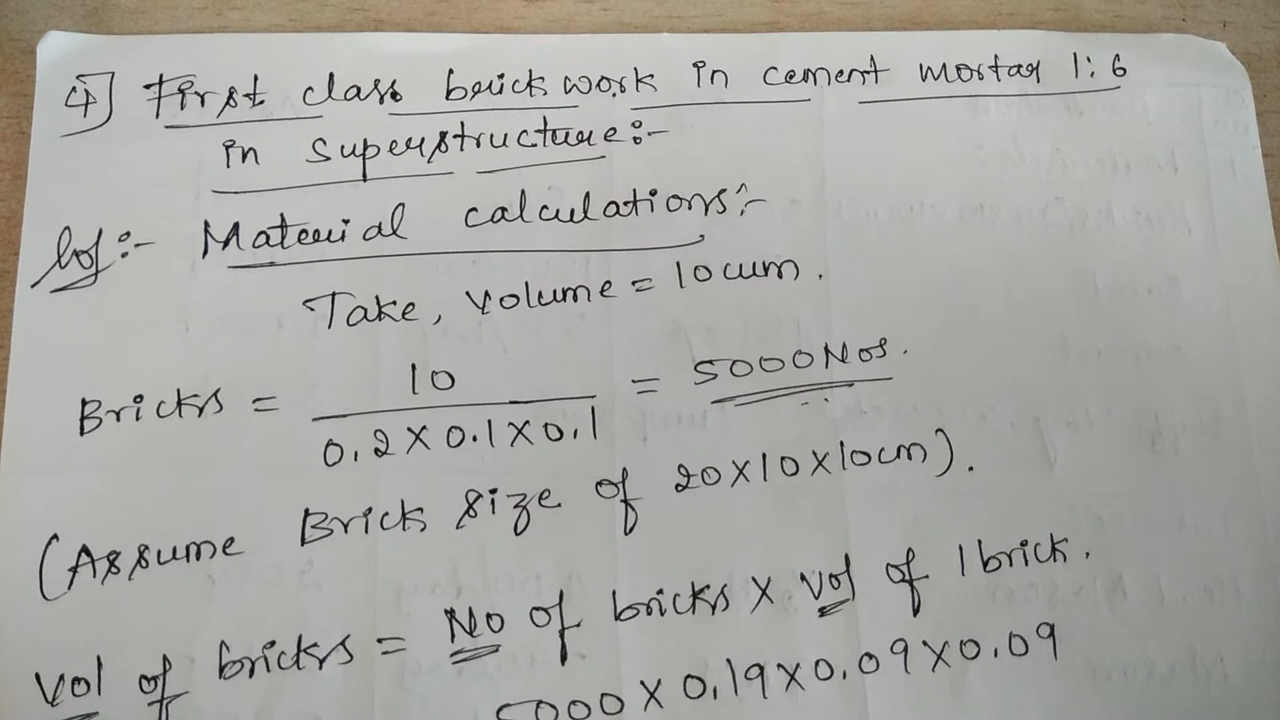 4] First class brick work in cement mortar 1:6
in superstructure:-
Sol:- Material calculations:-
Take, volume = 10cum.
Bricks = 10 / 0.2 X 0.1 X 0.1 = 5000 Nos.
(Assume Brick size of 20X10X10cm).
Vol of bricks = No of bricks X Vol of 1 brick.
5000 X 0.19 X 0.09 X 0.09